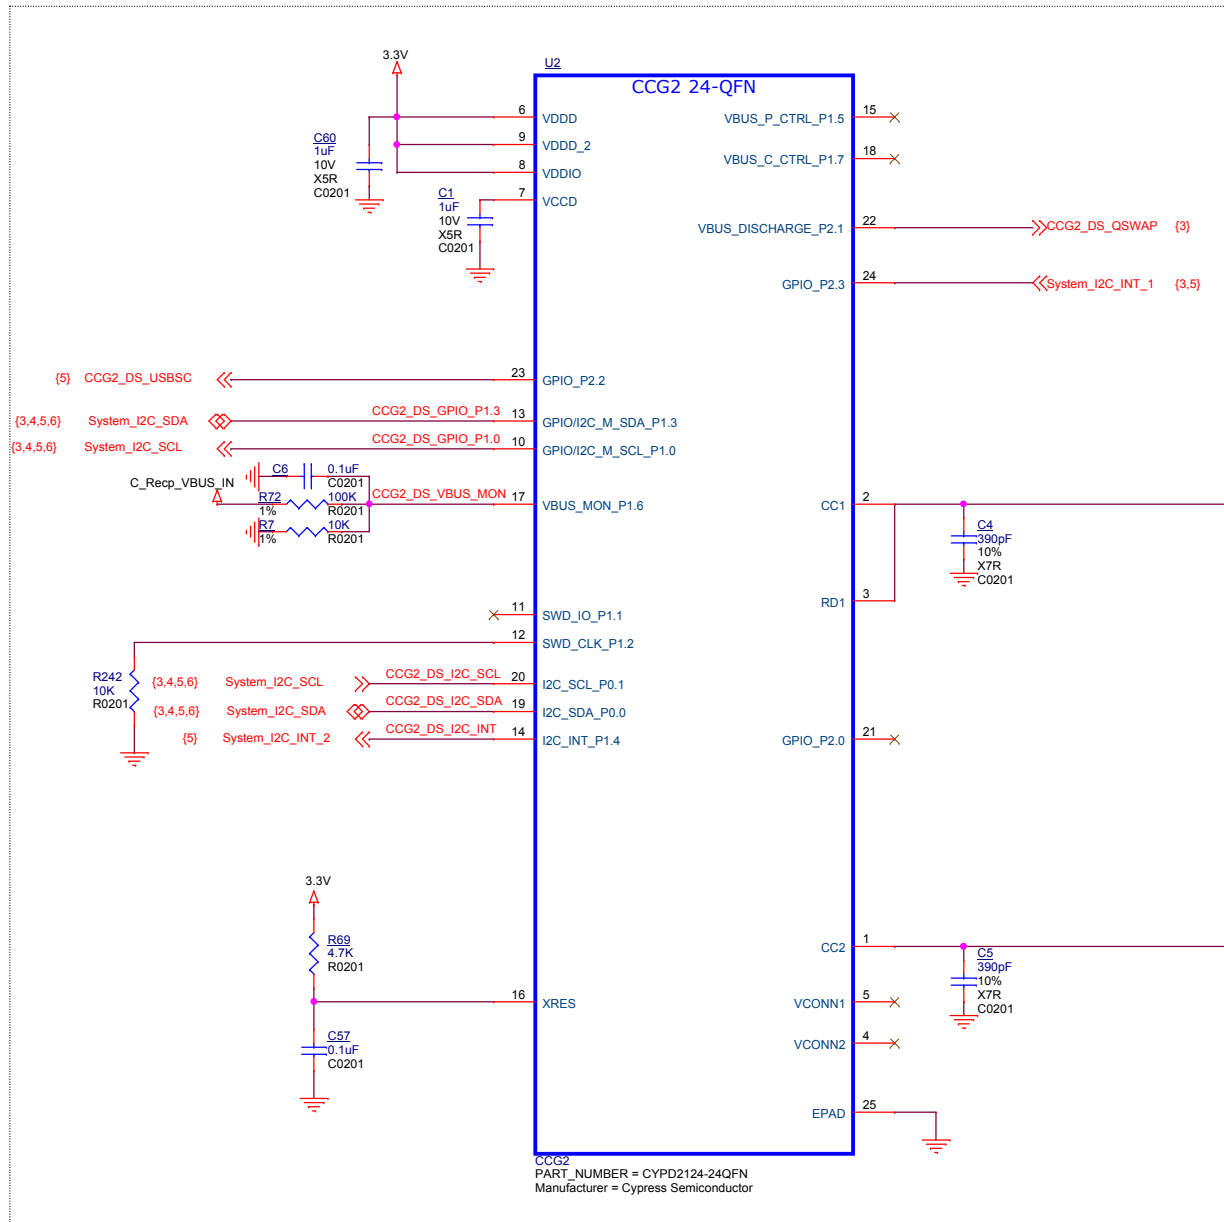 3.3V
U2
CCG2 24-QFN
6 VDDD
9 VDDD_2
8 VDDIO
7 VCCD
C60
1uF
10V
X5R
C0201
C1
1uF
10V
X5R
C0201
VBUS_P_CTRL_P1.5 15
VBUS_C_CTRL_P1.7 18
VBUS_DISCHARGE_P2.1 22 CCG2_DS_QSWAP {3}
GPIO_P2.3 24 System_I2C_INT_1 {3,5}
{5} CCG2_DS_USBSC 23 GPIO_P2.2
{3,4,5,6} System_I2C_SDA CCG2_DS_GPIO_P1.3 13 GPIO/I2C_M_SDA_P1.3
{3,4,5,6} System_I2C_SCL CCG2_DS_GPIO_P1.0 10 GPIO/I2C_M_SCL_P1.0
C6 0.1uF
C0201
C_Recp_VBUS_IN
R72 100K
1% R0201
CCG2_DS_VBUS_MON 17 VBUS_MON_P1.6
R7 10K
1% R0201
CC1 2
C4
390pF
10%
X7R
C0201
RD1 3
11 SWD_IO_P1.1
12 SWD_CLK_P1.2
R242
10K
R0201
{3,4,5,6} System_I2C_SCL CCG2_DS_I2C_SCL 20 I2C_SCL_P0.1
{3,4,5,6} System_I2C_SDA CCG2_DS_I2C_SDA 19 I2C_SDA_P0.0
{5} System_I2C_INT_2 CCG2_DS_I2C_INT 14 I2C_INT_P1.4
GPIO_P2.0 21
3.3V
R69
4.7K
R0201
16 XRES
C57
0.1uF
C0201
CC2 1
C5
390pF
10%
X7R
C0201
VCONN1 5
VCONN2 4
EPAD 25
CCG2
PART_NUMBER = CYPD2124-24QFN
Manufacturer = Cypress Semiconductor